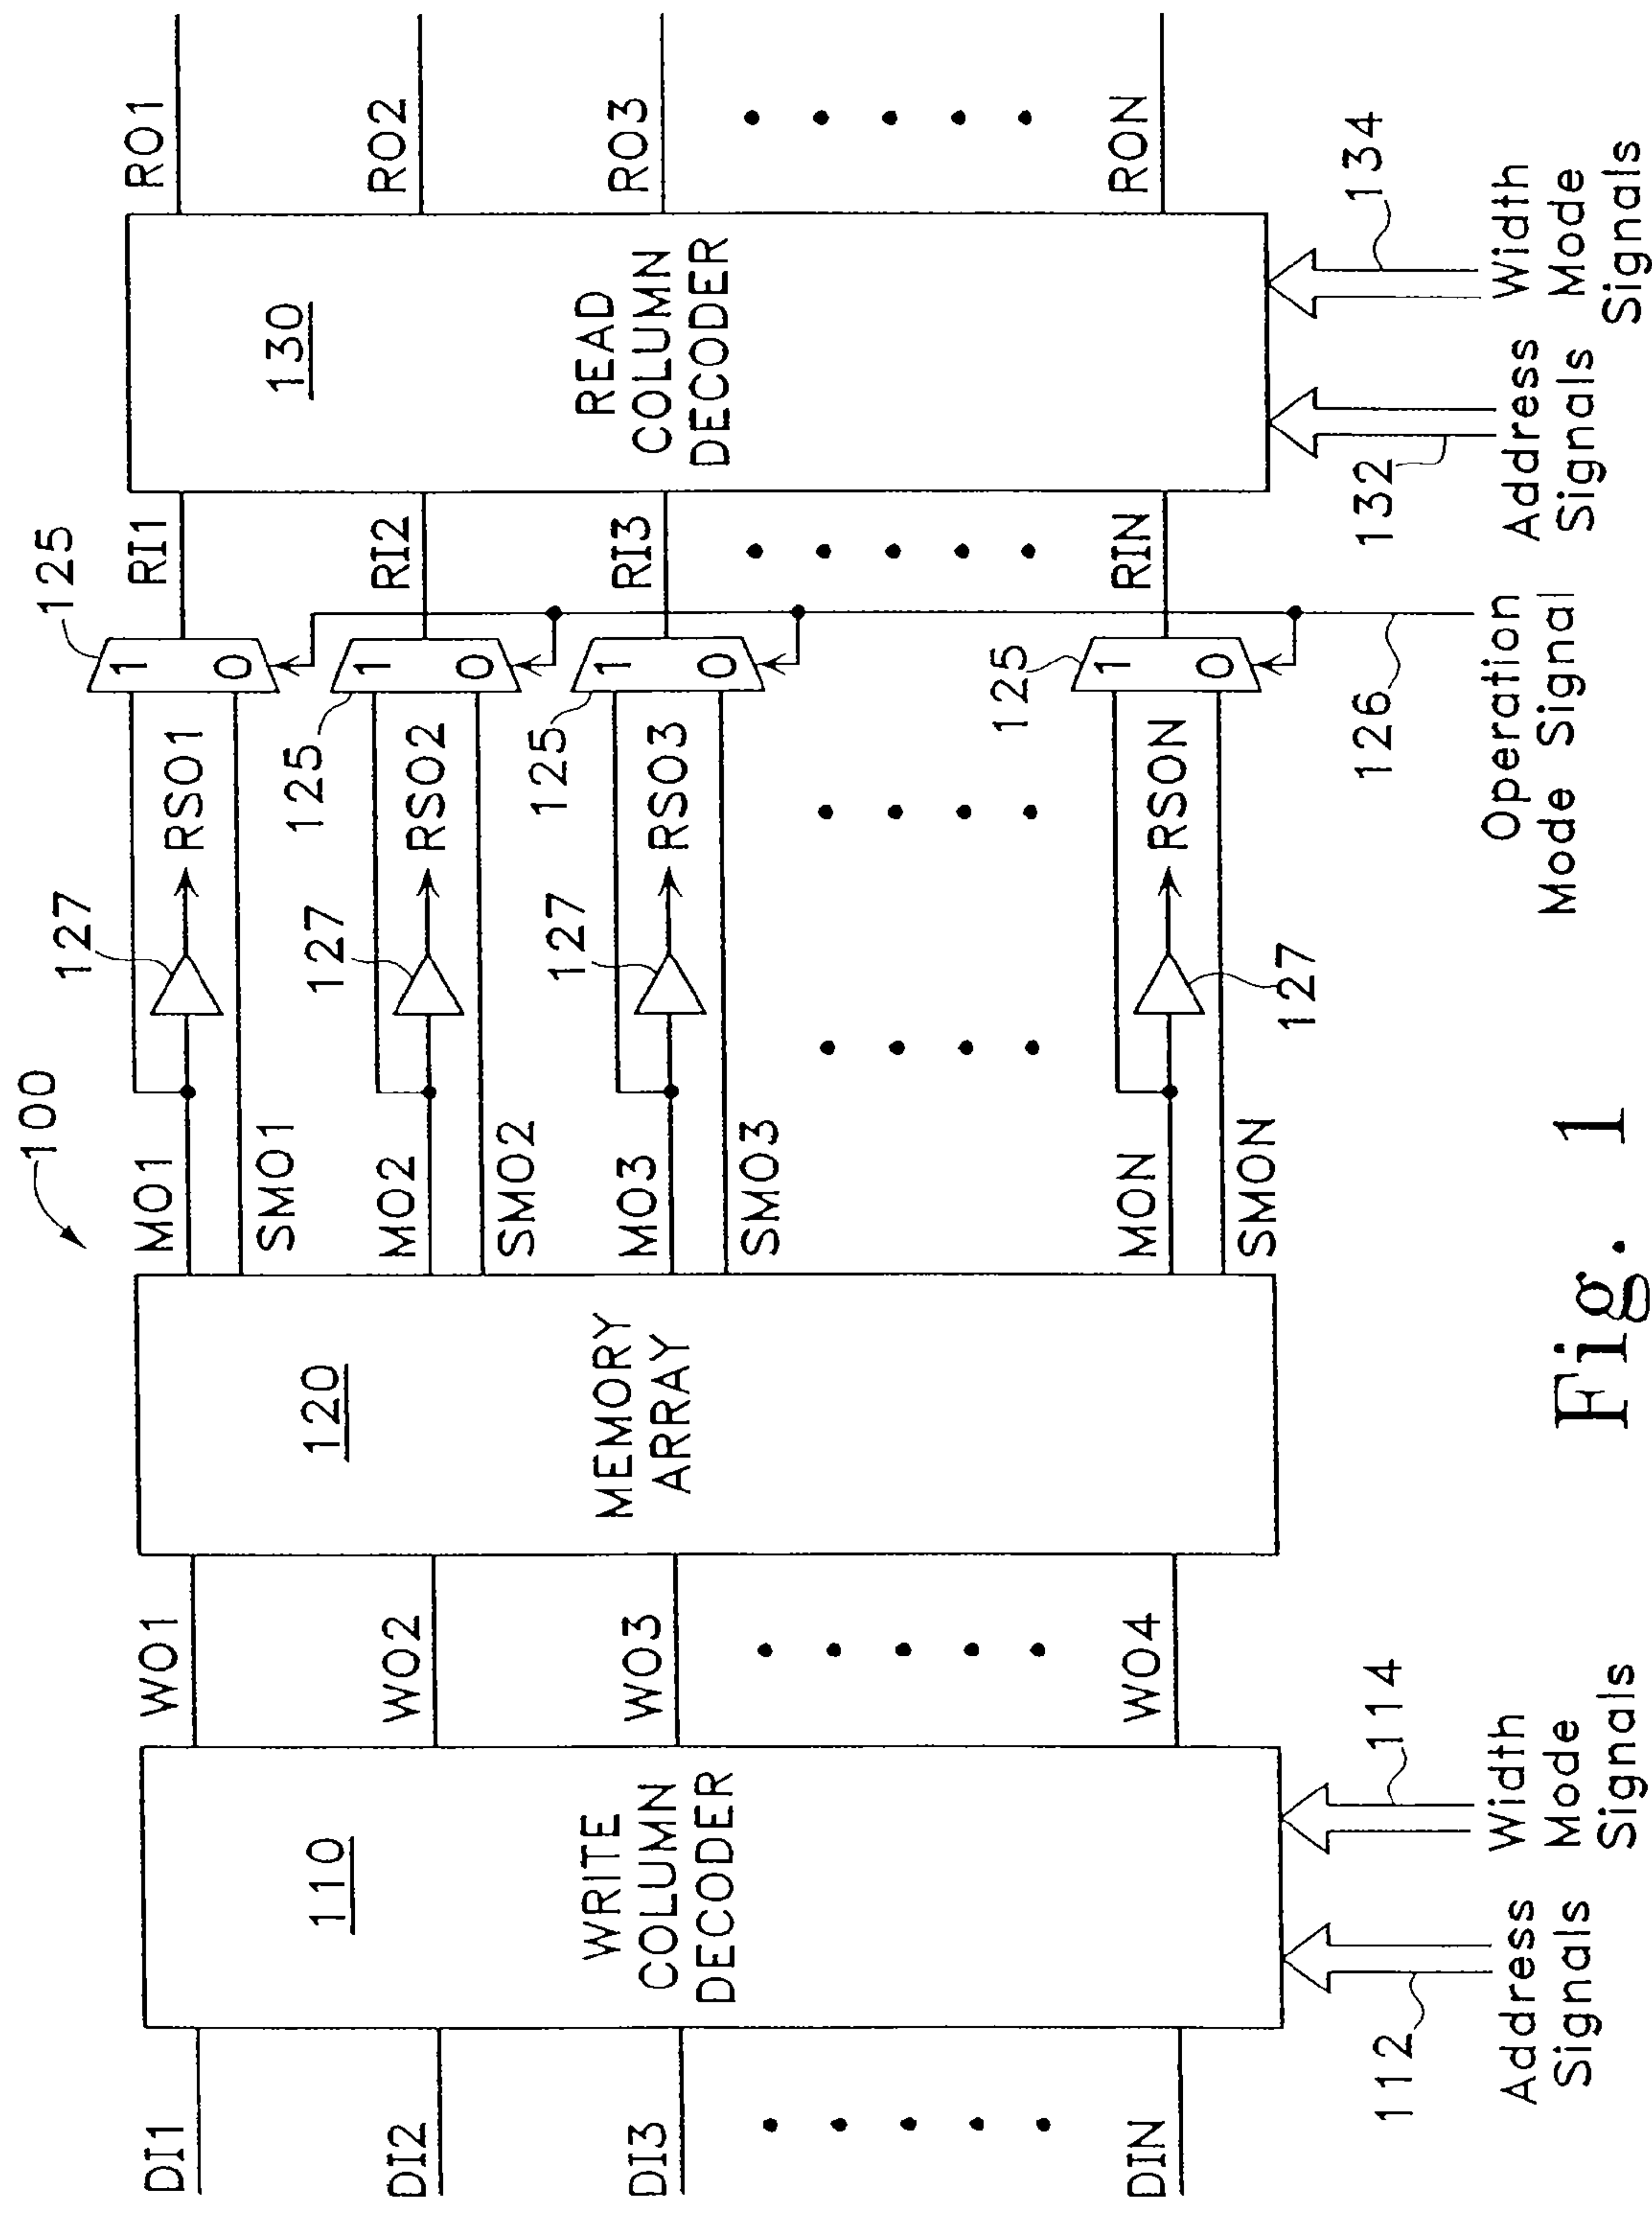 100
DI1
DI2
DI3
DIN
110
WRITE
COLUMN
DECODER
112
Address
Signals
114
Width
Mode
Signals
WO1
WO2
WO3
WO4
120
MEMORY
ARRAY
MO1
SMO1
MO2
SMO2
MO3
SMO3
MON
SMON
127
127
127
127
RSO1
RSO2
RSO3
RSON
125
1
0
125
1
0
125
1
0
125
1
0
126
Operation
Mode Signal
RI1
RI2
RI3
RIN
130
READ
COLUMN
DECODER
132
Address
Signals
134
Width
Mode
Signals
RO1
RO2
RO3
RON
Fig. 1